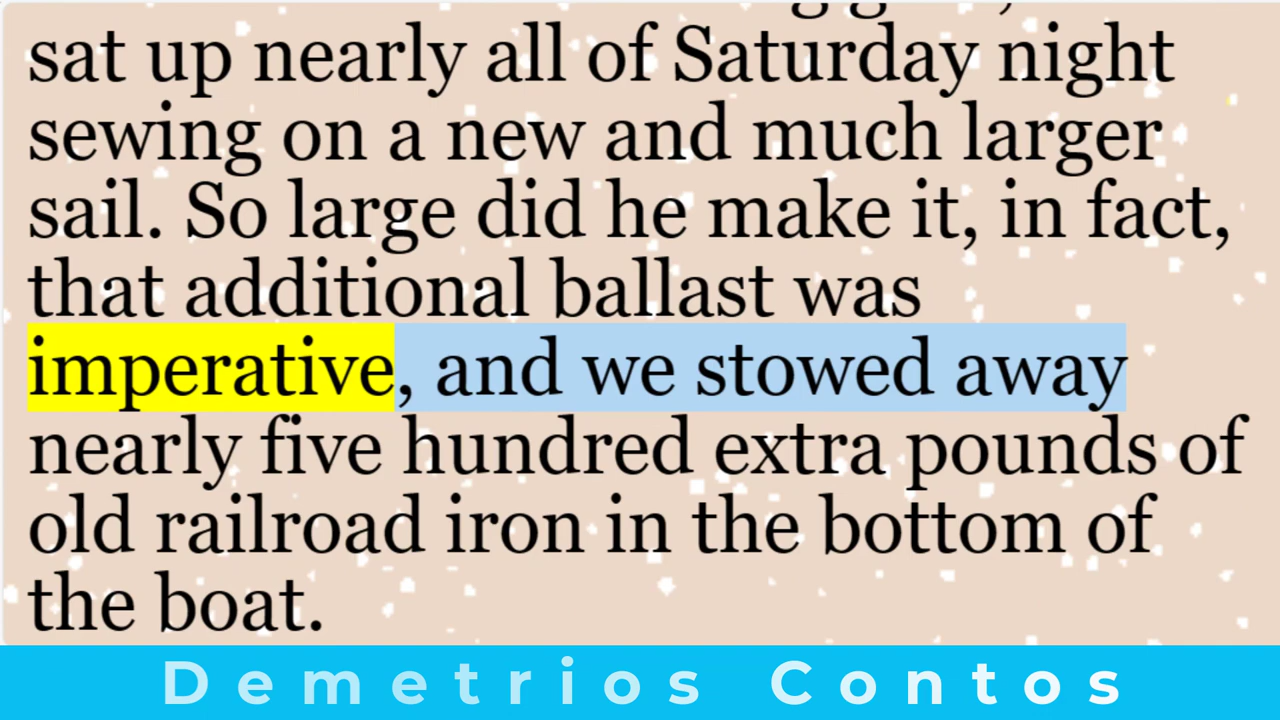 sat up nearly all of Saturday night
sewing on a new and much larger
sail. So large did he make it, in fact,
that additional ballast was
imperative, and we stowed away
nearly five hundred extra pounds of
old railroad iron in the bottom of
the boat.
Demetrios Contos